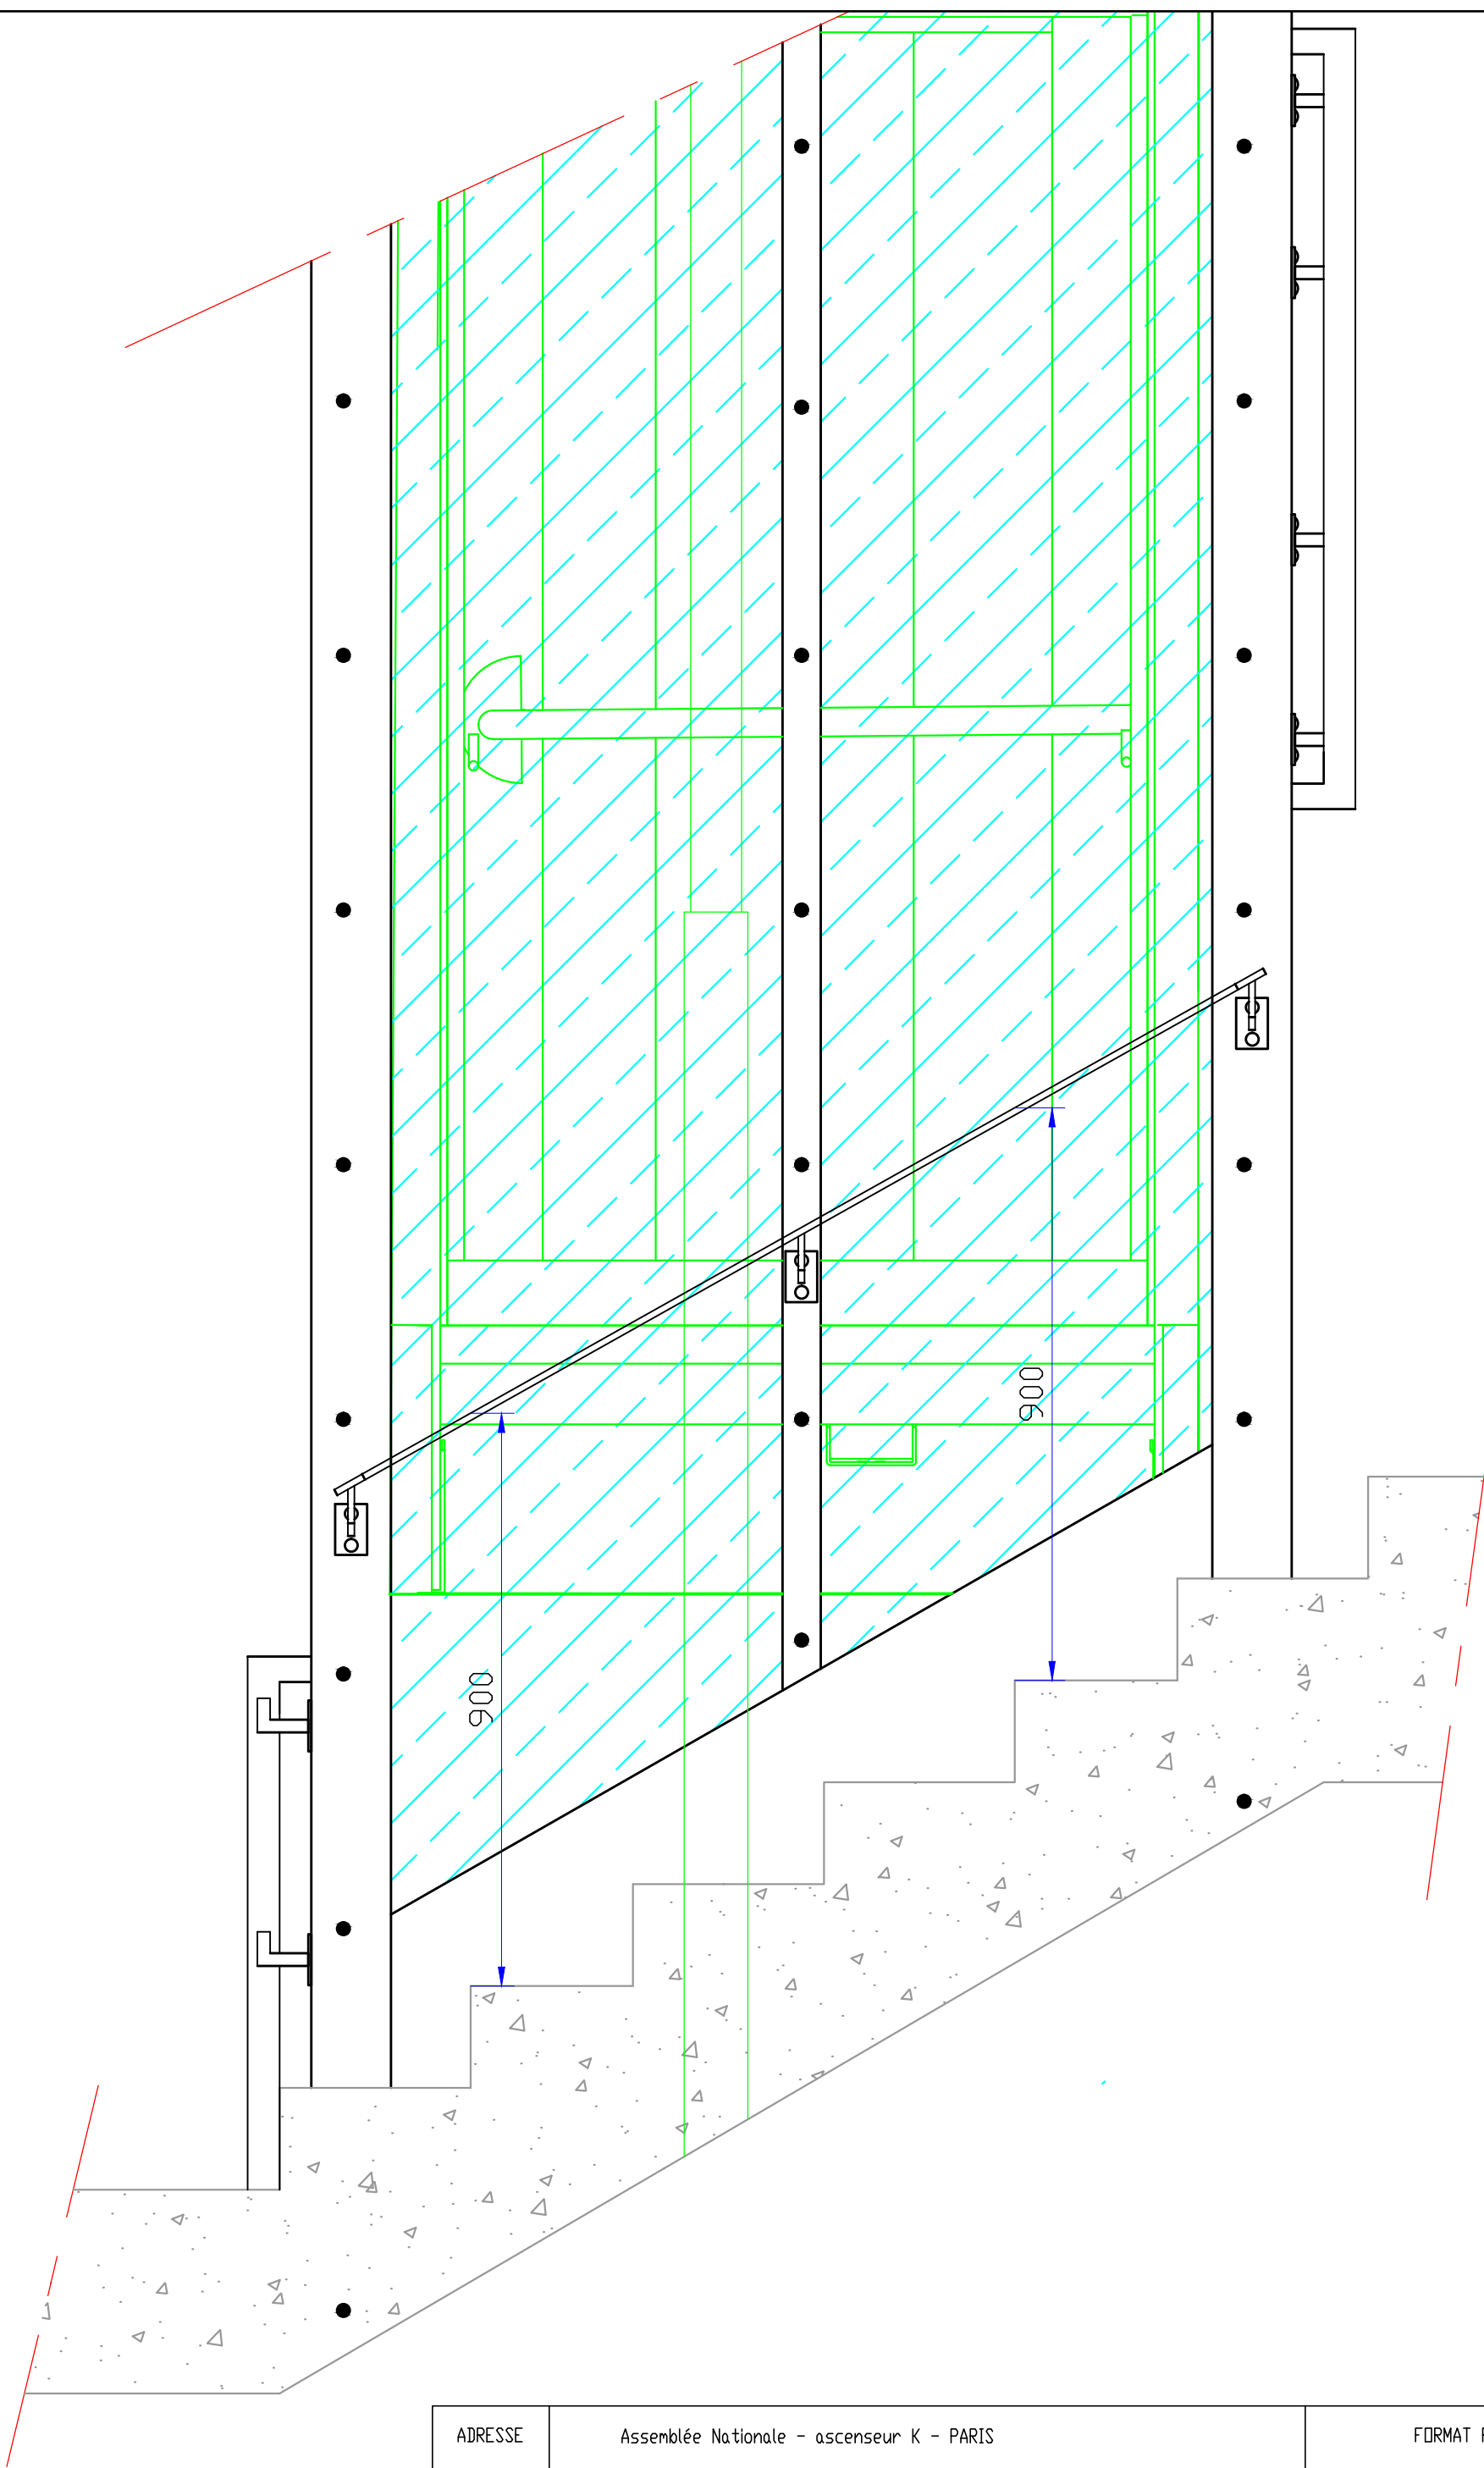 900
900
ADRESSE
Assemblée Nationale - ascenseur K - PARIS
FORMAT